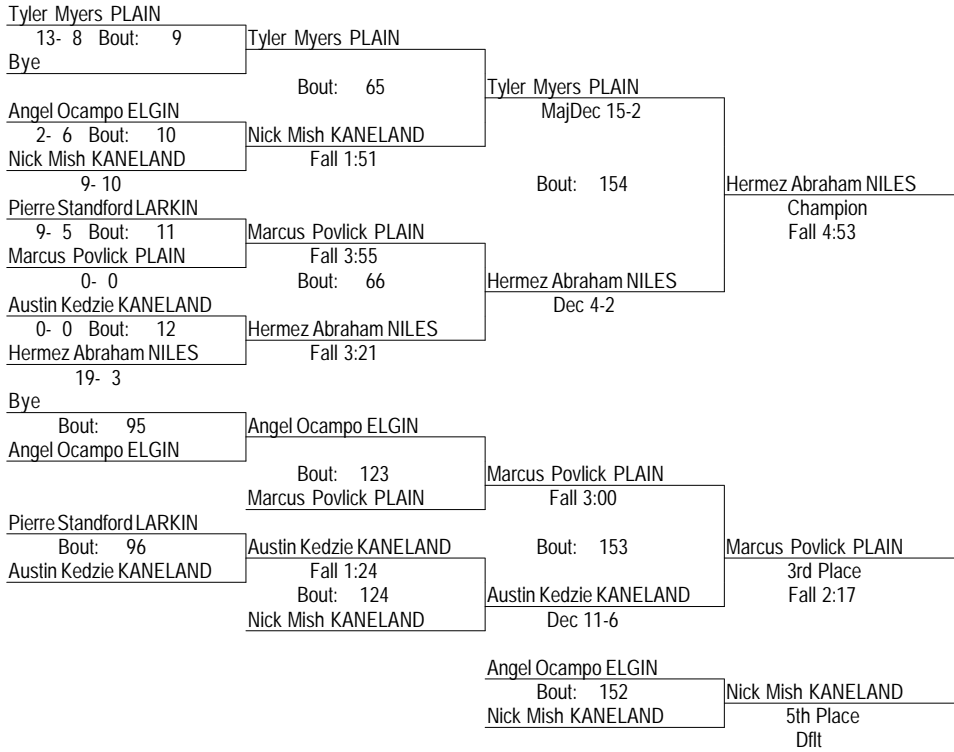 Tyler Myers PLAIN
13- 8 Bout: 9
Tyler Myers PLAIN
Bye
Bout: 65
Tyler Myers PLAIN
MajDec 15-2
Angel Ocampo ELGIN
2- 6 Bout: 10
Nick Mish KANELAND
Nick Mish KANELAND
Fall 1:51
9- 10
Bout: 154
Hermez Abraham NILES
Champion
Fall 4:53
Pierre Standford LARKIN
9- 5 Bout: 11
Marcus Povlick PLAIN
Marcus Povlick PLAIN
Fall 3:55
0- 0
Bout: 66
Hermez Abraham NILES
Dec 4-2
Austin Kedzie KANELAND
0- 0 Bout: 12
Hermez Abraham NILES
Hermez Abraham NILES
Fall 3:21
19- 3
Bye
Bout: 95
Angel Ocampo ELGIN
Angel Ocampo ELGIN
Bout: 123
Marcus Povlick PLAIN
Marcus Povlick PLAIN
Fall 3:00
Pierre Standford LARKIN
Bout: 96
Austin Kedzie KANELAND
Austin Kedzie KANELAND
Fall 1:24
Bout: 153
Marcus Povlick PLAIN
3rd Place
Fall 2:17
Bout: 124
Austin Kedzie KANELAND
Dec 11-6
Nick Mish KANELAND
Angel Ocampo ELGIN
Bout: 152
Nick Mish KANELAND
Nick Mish KANELAND
5th Place
Dflt